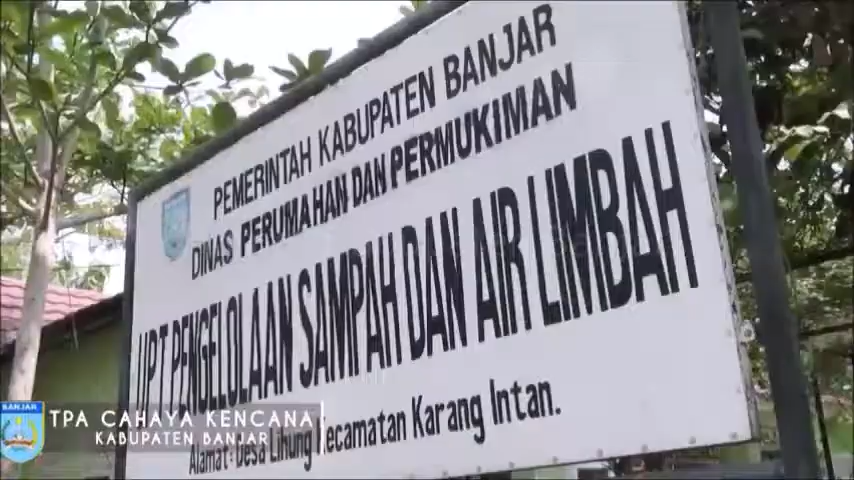 PEMERINTAH KABUPATEN BANJAR
DINAS PERUMAHAN DAN PERMUKIMAN
UPT PENGELOLAAN SAMPAH DAN AIR LIMBAH
Alamat : Desa Lihung Kecamatan Karang Intan.
BANJAR
TPA CAHAYA KENCANA
KABUPATEN BANJAR